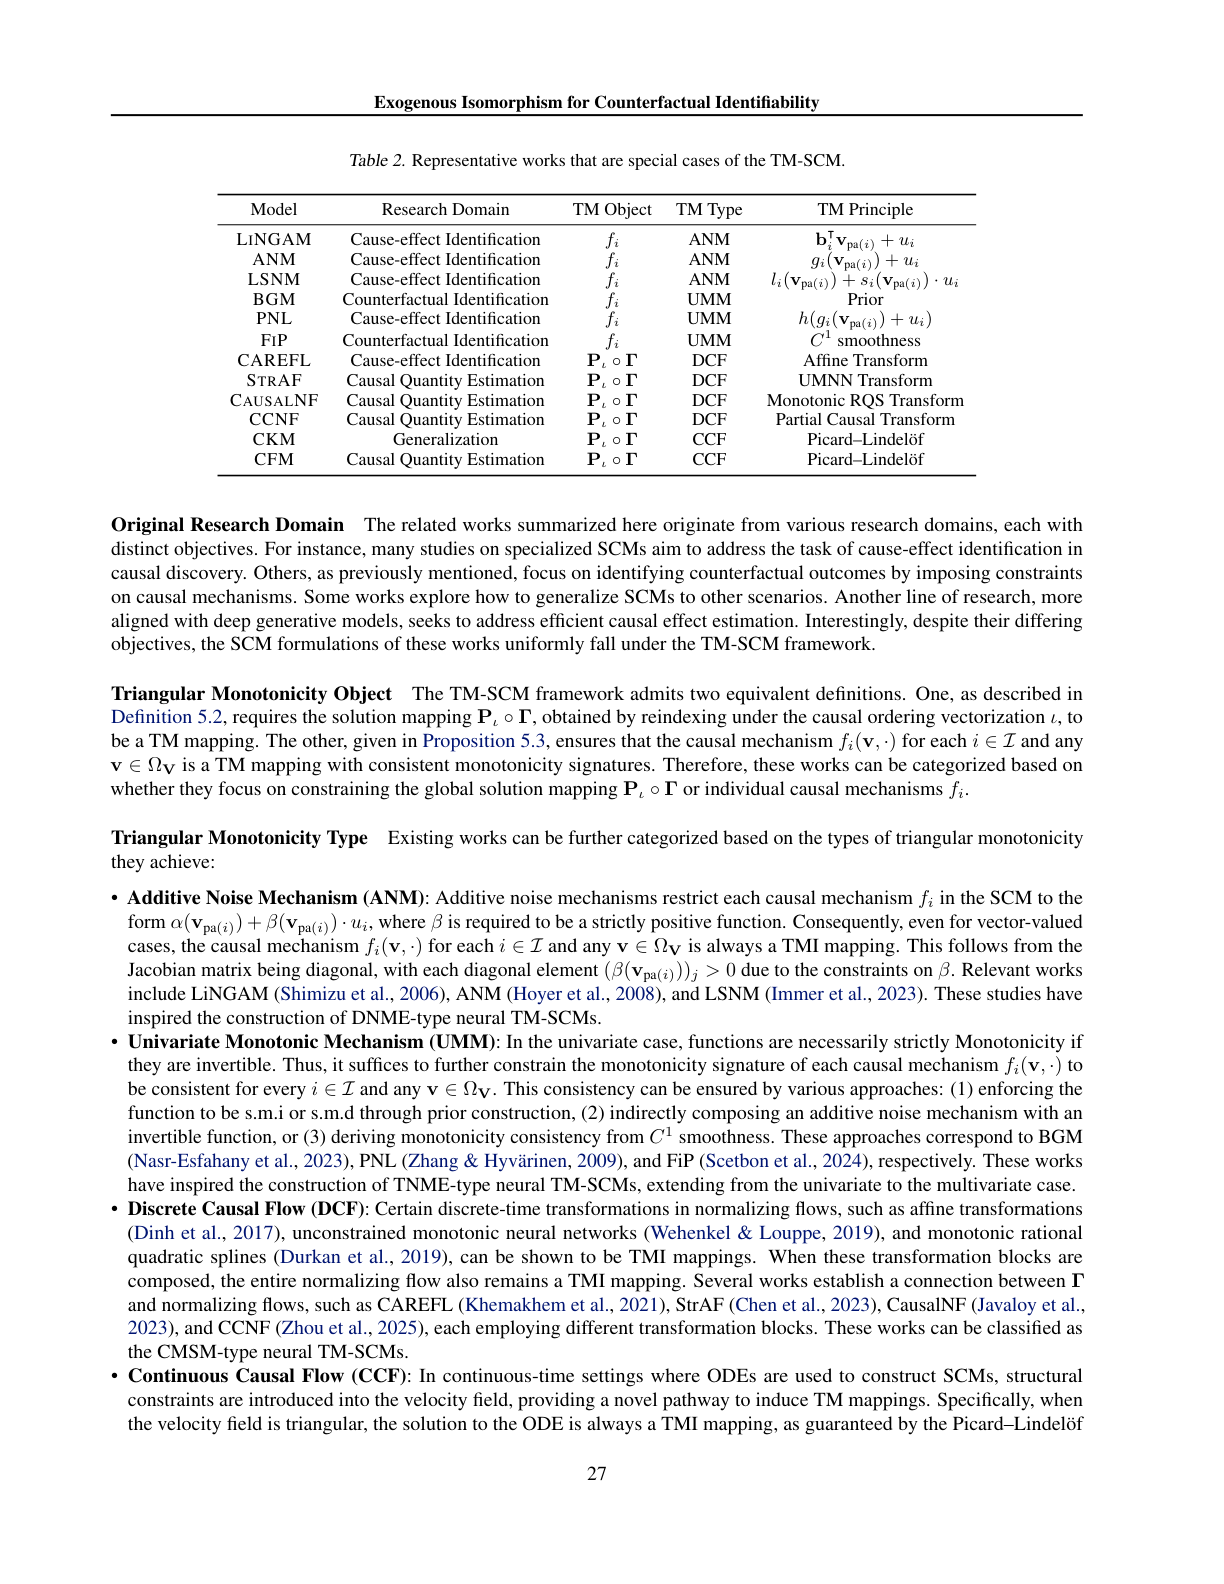 Exogenous Isomorphism for Counterfactual Identifiability
Table 2. Representative works that are special cases of the TM-SCM.
Model Research Domain TM Object TM Type TM Principle
LINGAM Cause-effect Identification f_i ANM b_i^⊺ v_pa(i) + u_i
ANM Cause-effect Identification f_i ANM g_i(v_pa(i)) + u_i
LSNM Cause-effect Identification f_i ANM l_i(v_pa(i)) + s_i(v_pa(i)) · u_i
BGM Counterfactual Identification f_i UMM Prior
PNL Cause-effect Identification f_i UMM h(g_i(v_pa(i)) + u_i)
FIP Counterfactual Identification f_i UMM C^1 smoothness
CAREFL Cause-effect Identification P_ι ∘ Γ DCF Affine Transform
STRAF Causal Quantity Estimation P_ι ∘ Γ DCF UMNN Transform
CAUSALNF Causal Quantity Estimation P_ι ∘ Γ DCF Monotonic RQS Transform
CCNF Causal Quantity Estimation P_ι ∘ Γ DCF Partial Causal Transform
CKM Generalization P_ι ∘ Γ CCF Picard–Lindelöf
CFM Causal Quantity Estimation P_ι ∘ Γ CCF Picard–Lindelöf
Original Research Domain The related works summarized here originate from various research domains, each with
distinct objectives. For instance, many studies on specialized SCMs aim to address the task of cause-effect identification in
causal discovery. Others, as previously mentioned, focus on identifying counterfactual outcomes by imposing constraints
on causal mechanisms. Some works explore how to generalize SCMs to other scenarios. Another line of research, more
aligned with deep generative models, seeks to address efficient causal effect estimation. Interestingly, despite their differing
objectives, the SCM formulations of these works uniformly fall under the TM-SCM framework.
Triangular Monotonicity Object The TM-SCM framework admits two equivalent definitions. One, as described in
Definition 5.2, requires the solution mapping P_ι ∘ Γ, obtained by reindexing under the causal ordering vectorization ι, to
be a TM mapping. The other, given in Proposition 5.3, ensures that the causal mechanism f_i(v, ·) for each i ∈ I and any
v ∈ Ω_V is a TM mapping with consistent monotonicity signatures. Therefore, these works can be categorized based on
whether they focus on constraining the global solution mapping P_ι ∘ Γ or individual causal mechanisms f_i.
Triangular Monotonicity Type Existing works can be further categorized based on the types of triangular monotonicity
they achieve:
• Additive Noise Mechanism (ANM): Additive noise mechanisms restrict each causal mechanism f_i in the SCM to the
form α(v_pa(i)) + β(v_pa(i)) · u_i, where β is required to be a strictly positive function. Consequently, even for vector-valued
cases, the causal mechanism f_i(v, ·) for each i ∈ I and any v ∈ Ω_V is always a TMI mapping. This follows from the
Jacobian matrix being diagonal, with each diagonal element (β(v_pa(i)))_j > 0 due to the constraints on β. Relevant works
include LiNGAM (Shimizu et al., 2006), ANM (Hoyer et al., 2008), and LSNM (Immer et al., 2023). These studies have
inspired the construction of DNME-type neural TM-SCMs.
• Univariate Monotonic Mechanism (UMM): In the univariate case, functions are necessarily strictly Monotonicity if
they are invertible. Thus, it suffices to further constrain the monotonicity signature of each causal mechanism f_i(v, ·) to
be consistent for every i ∈ I and any v ∈ Ω_V. This consistency can be ensured by various approaches: (1) enforcing the
function to be s.m.i or s.m.d through prior construction, (2) indirectly composing an additive noise mechanism with an
invertible function, or (3) deriving monotonicity consistency from C^1 smoothness. These approaches correspond to BGM
(Nasr-Esfahany et al., 2023), PNL (Zhang & Hyvärinen, 2009), and FiP (Scetbon et al., 2024), respectively. These works
have inspired the construction of TNME-type neural TM-SCMs, extending from the univariate to the multivariate case.
• Discrete Causal Flow (DCF): Certain discrete-time transformations in normalizing flows, such as affine transformations
(Dinh et al., 2017), unconstrained monotonic neural networks (Wehenkel & Louppe, 2019), and monotonic rational
quadratic splines (Durkan et al., 2019), can be shown to be TMI mappings. When these transformation blocks are
composed, the entire normalizing flow also remains a TMI mapping. Several works establish a connection between Γ
and normalizing flows, such as CAREFL (Khemakhem et al., 2021), StrAF (Chen et al., 2023), CausalNF (Javaloy et al.,
2023), and CCNF (Zhou et al., 2025), each employing different transformation blocks. These works can be classified as
the CMSM-type neural TM-SCMs.
• Continuous Causal Flow (CCF): In continuous-time settings where ODEs are used to construct SCMs, structural
constraints are introduced into the velocity field, providing a novel pathway to induce TM mappings. Specifically, when
the velocity field is triangular, the solution to the ODE is always a TMI mapping, as guaranteed by the Picard–Lindelöf
27